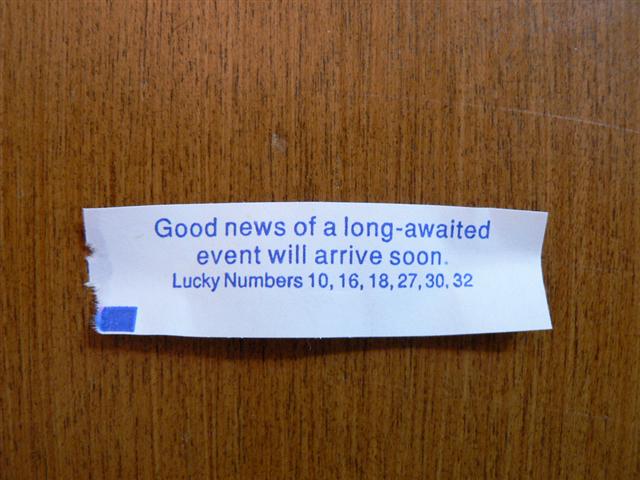 Good news of a long-awaited
event will arrive soon.
Lucky Numbers 10, 16, 18, 27, 30, 32